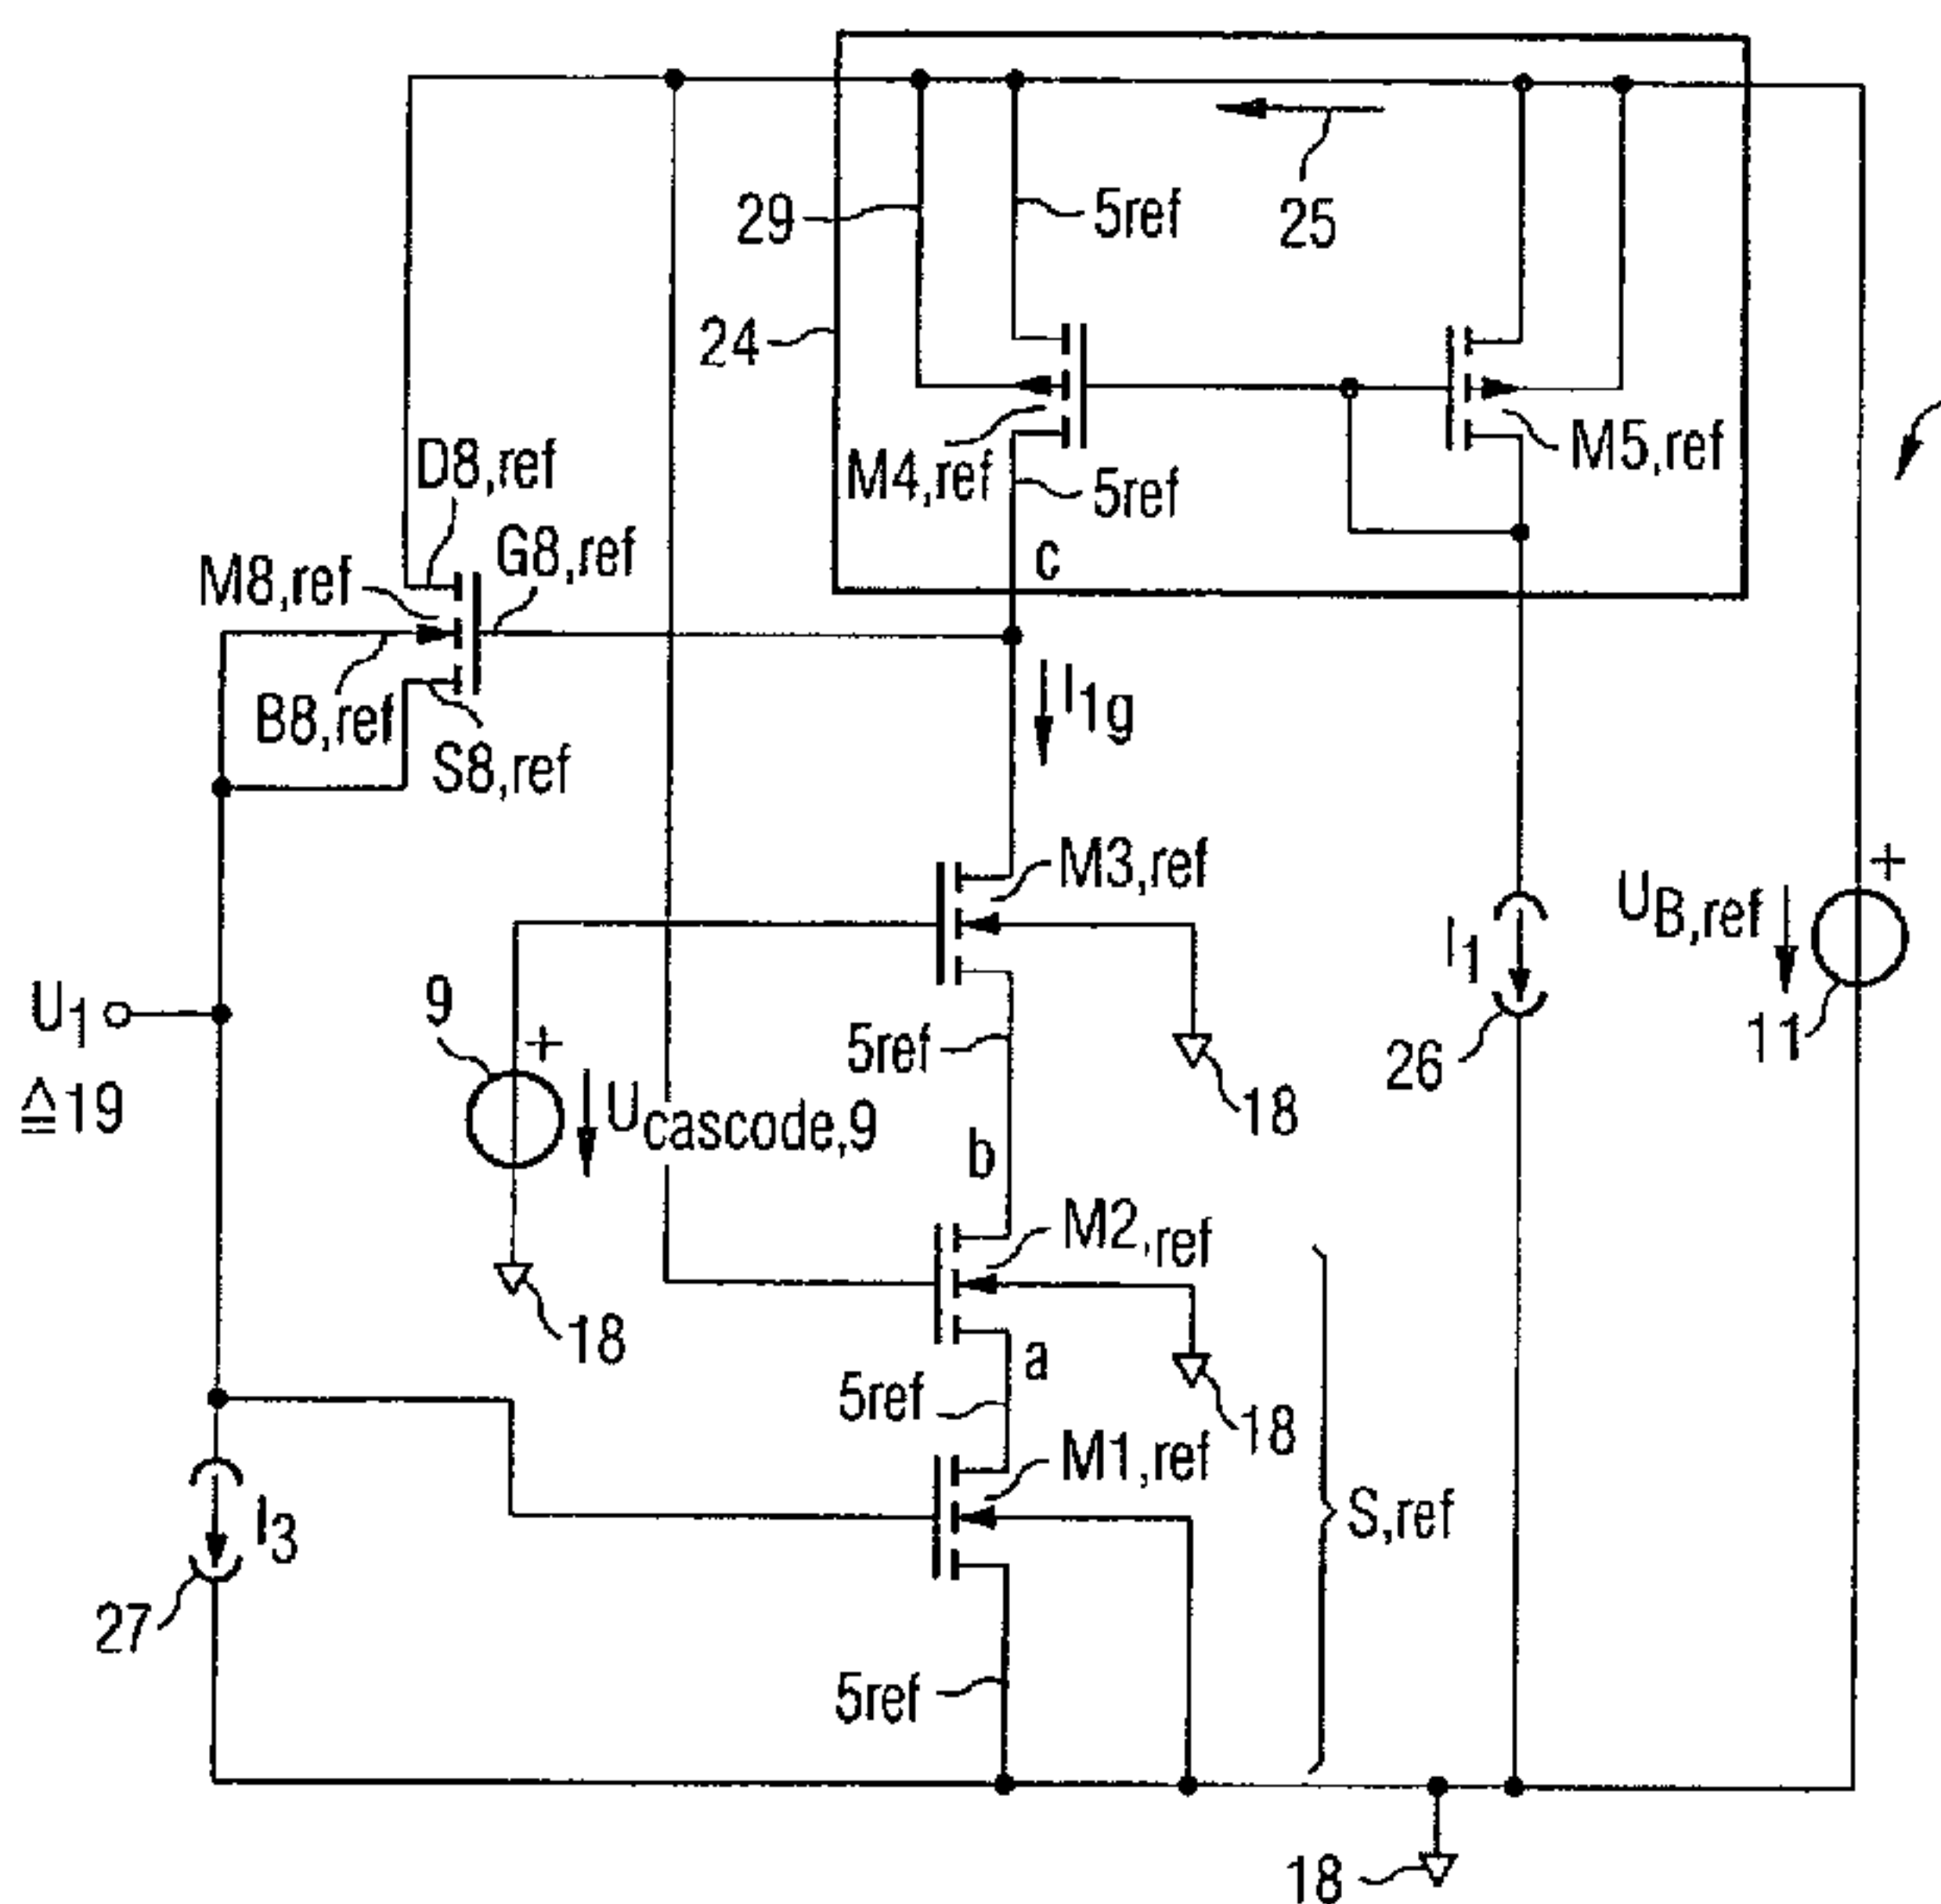 29
5ref
25
24
D8,ref
M4,ref
M5,ref
5ref
G8,ref
M8,ref
c
B8,ref
I1g
S8,ref
M3,ref
UB,ref
I1
+
9
U1
+
5ref
26
11
≙19
18
Ucascode,9
b
M2,ref
18
a
5ref
18
M1,ref
I3
S,ref
27
5ref
18